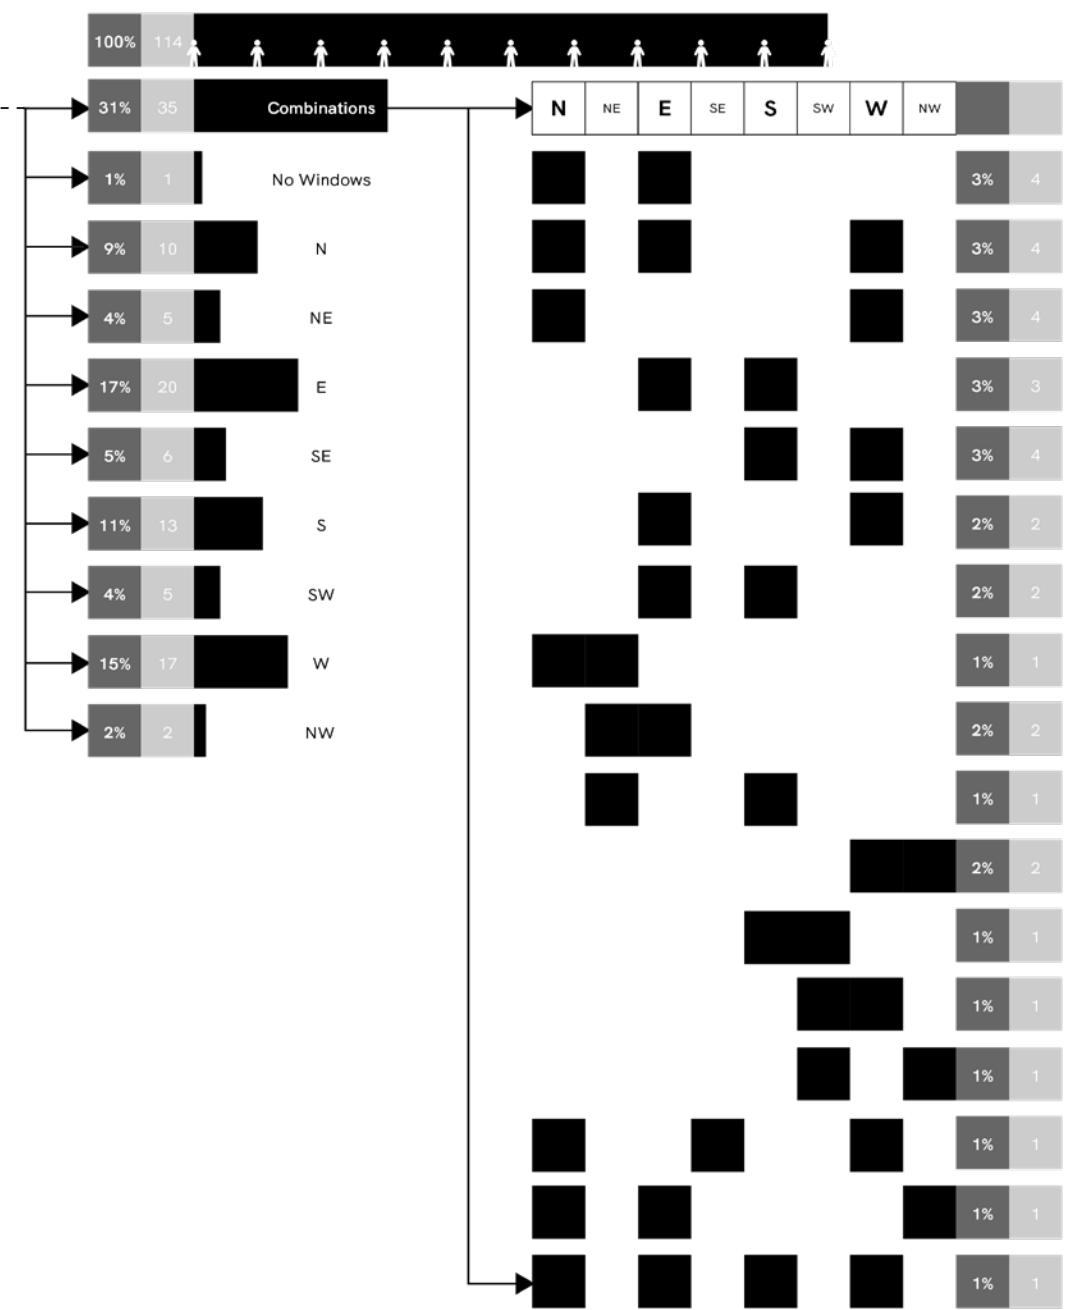 100% 114
31% 35 Combinations N NE E SE S SW W NW
1% 1 No Windows 3% 4
9% 10 N 3% 4
4% 5 NE 3% 4
17% 20 E 3% 3
5% 6 SE 3% 4
11% 13 S 2% 2
4% 5 SW 2% 2
15% 17 W 1% 1
2% 2 NW 2% 2
1% 1
2% 2
1% 1
1% 1
1% 1
1% 1
1% 1
1% 1